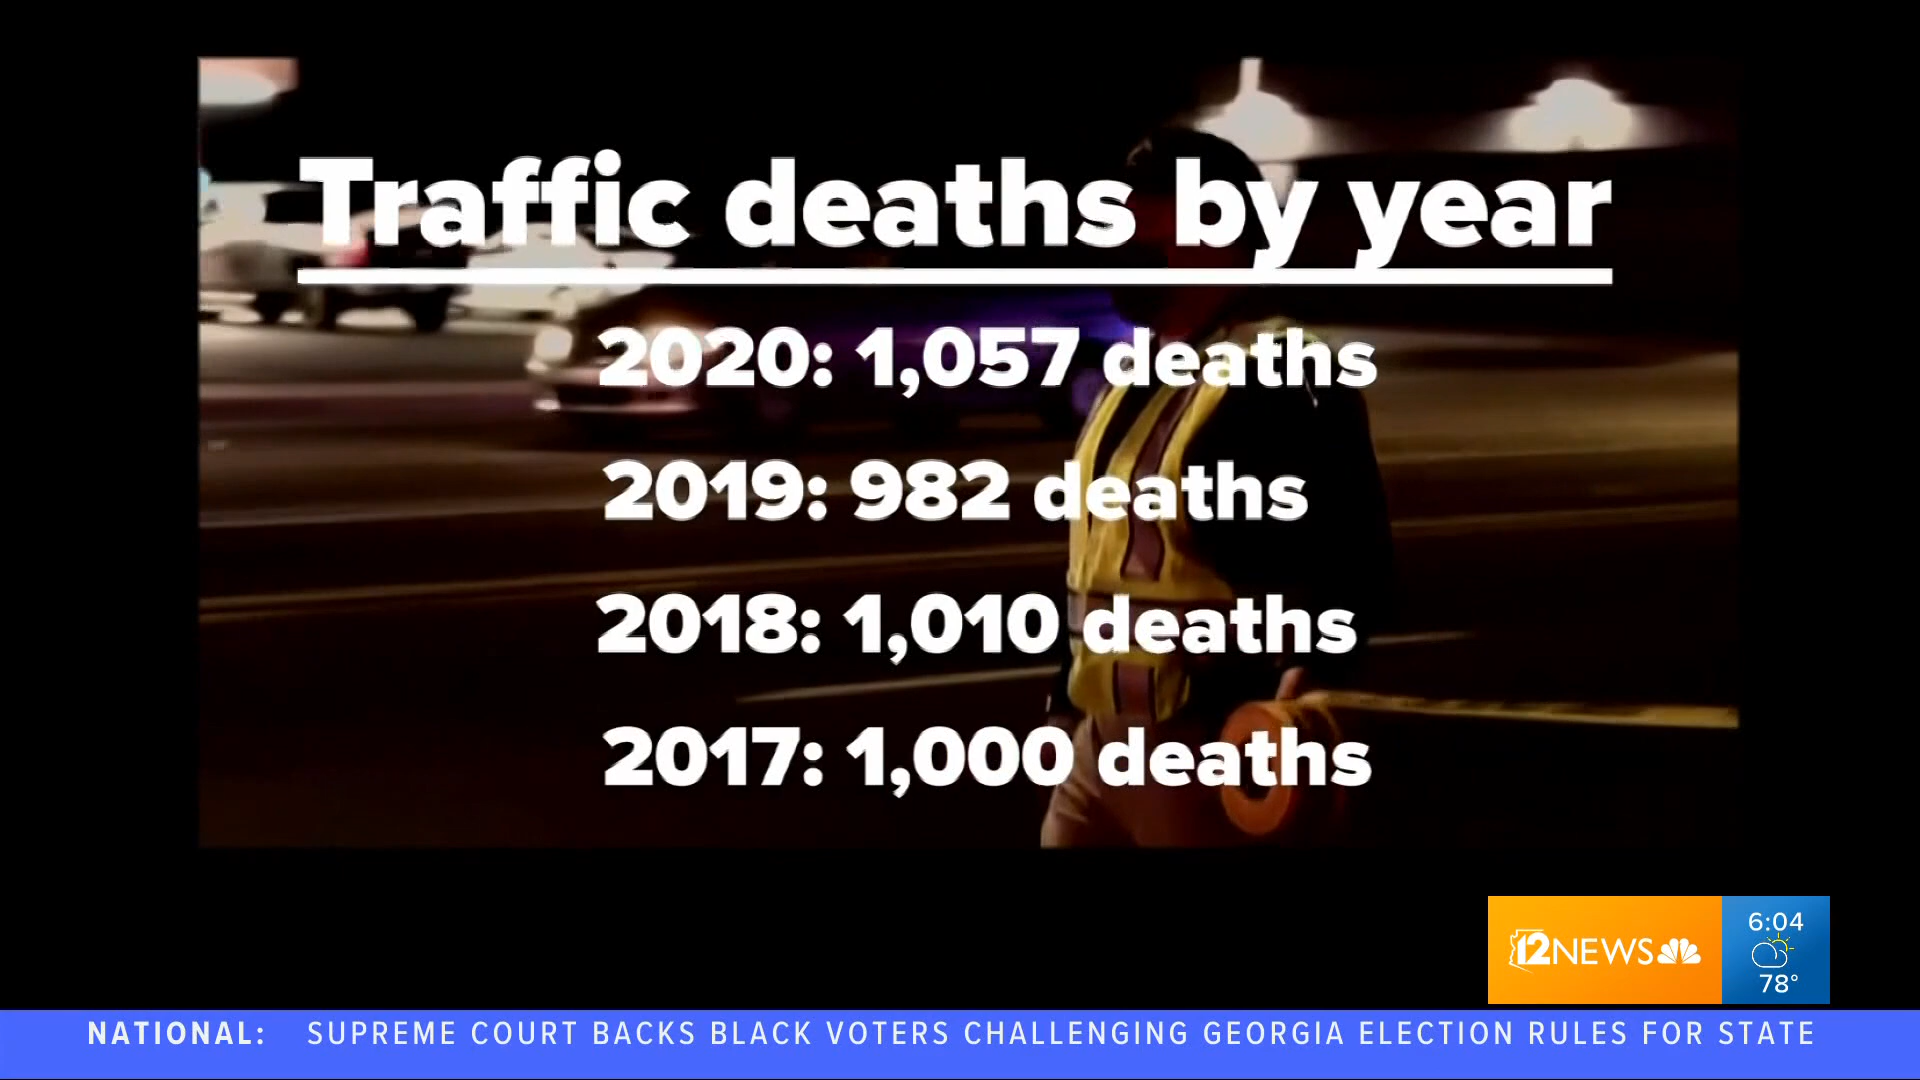 Traffic deaths by year
2020: 1,057 deaths
2019: 982 deaths
2018: 1,010 deaths
2017: 1,000 deaths
12NEWS
6:04
78°
NATIONAL: SUPREME COURT BACKS BLACK VOTERS CHALLENGING GEORGIA ELECTION RULES FOR STATE